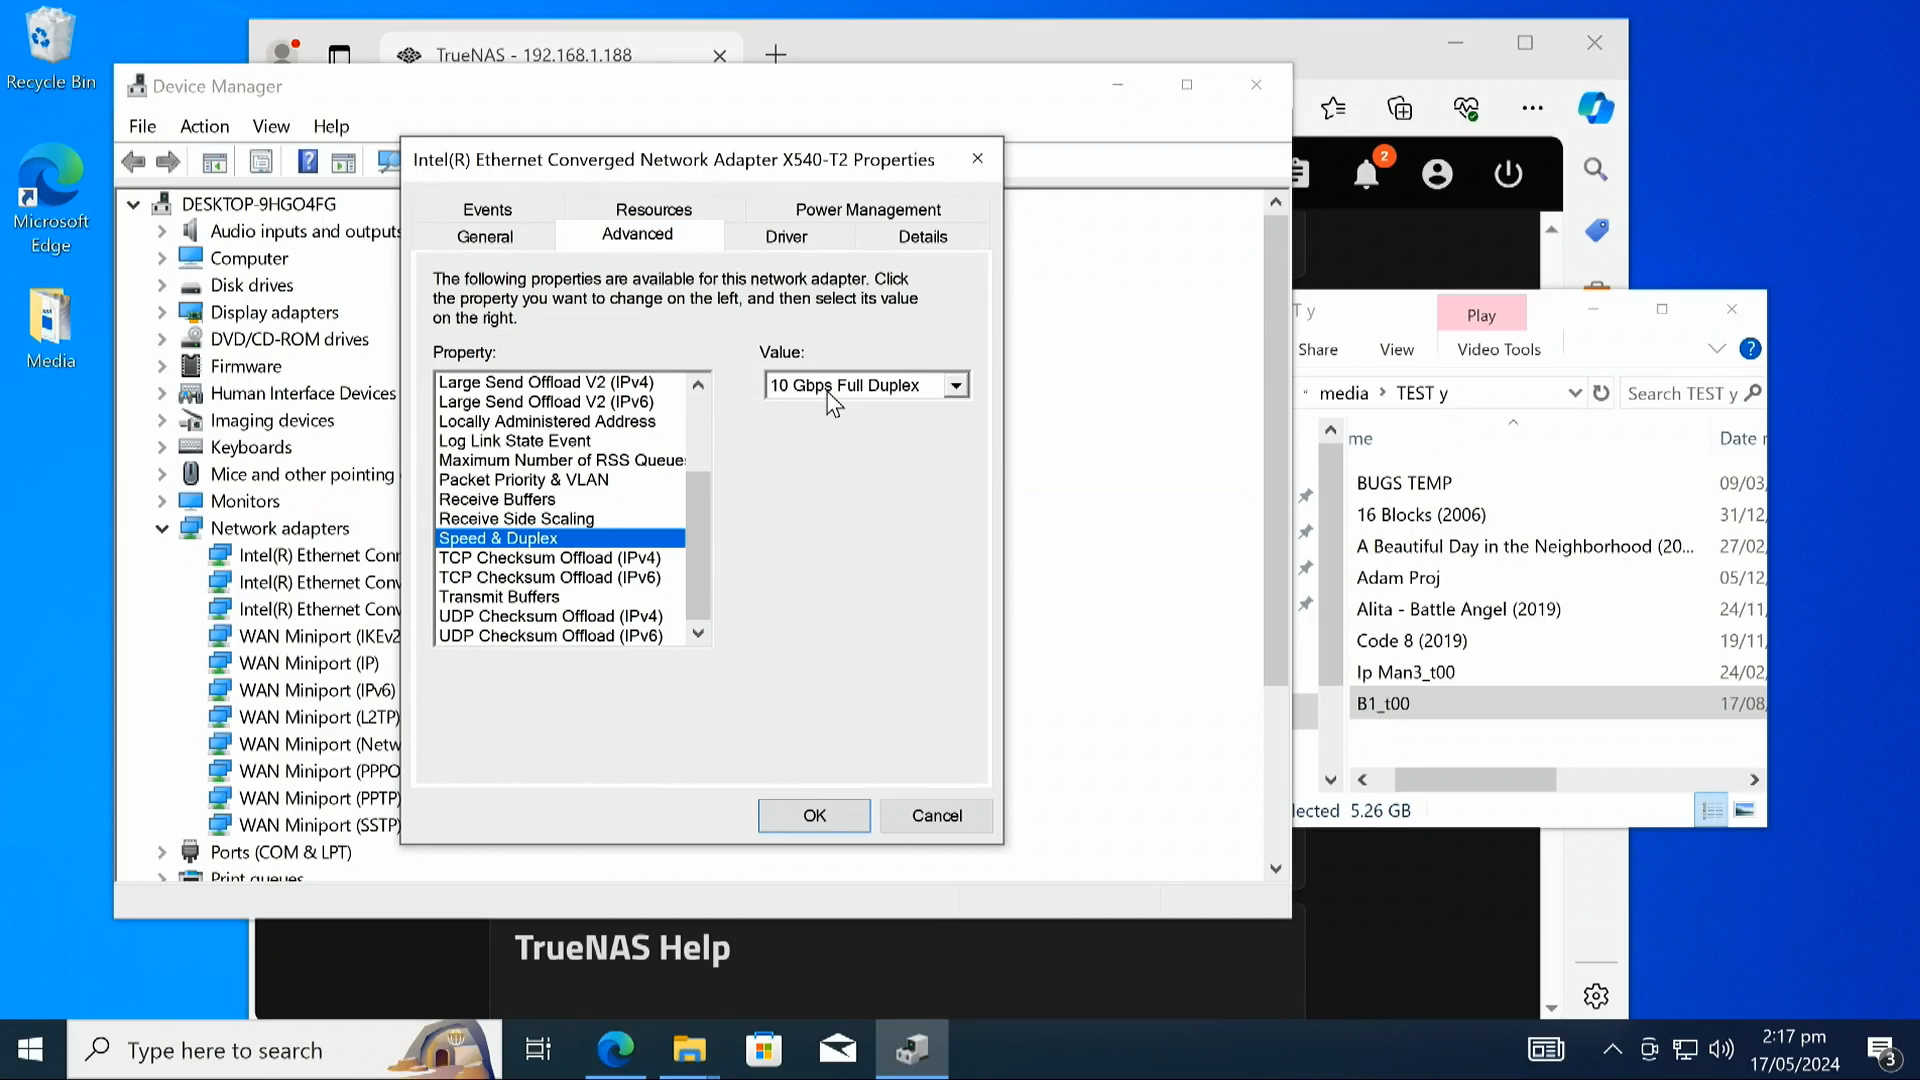 Recycle Bin
Microsoft
Edge
Media
TrueNAS - 192.168.1.188
Device Manager
File Action View Help
DESKTOP-9HGO4FG
Audio inputs and outputs
Computer
Disk drives
Display adapters
DVD/CD-ROM drives
Firmware
Human Interface Devices
Imaging devices
Keyboards
Mice and other pointing
Monitors
Network adapters
Intel(R) Ethernet Conn
Intel(R) Ethernet Conv
Intel(R) Ethernet Conv
WAN Miniport (IKEv2
WAN Miniport (IP)
WAN Miniport (IPv6)
WAN Miniport (L2TP)
WAN Miniport (Netw
WAN Miniport (PPPO
WAN Miniport (PPTP)
WAN Miniport (SSTP)
Ports (COM & LPT)
Print queues
Intel(R) Ethernet Converged Network Adapter X540-T2 Properties
Events Resources Power Management
General Advanced Driver Details
The following properties are available for this network adapter. Click
the property you want to change on the left, and then select its value
on the right.
Property:
Value:
Large Send Offload V2 (IPv4)
Large Send Offload V2 (IPv6)
Locally Administered Address
Log Link State Event
Maximum Number of RSS Queues
Packet Priority & VLAN
Receive Buffers
Receive Side Scaling
Speed & Duplex
TCP Checksum Offload (IPv4)
TCP Checksum Offload (IPv6)
Transmit Buffers
UDP Checksum Offload (IPv4)
UDP Checksum Offload (IPv6)
10 Gbps Full Duplex
OK Cancel
2
T y
Play
Share View Video Tools
media > TEST y
Search TEST y
me Date
BUGS TEMP 09/03/
16 Blocks (2006) 31/12,
A Beautiful Day in the Neighborhood (20... 27/02,
Adam Proj 05/12,
Alita - Battle Angel (2019) 24/11,
Code 8 (2019) 19/11,
Ip Man3_t00 24/02,
B1_t00 17/08,
lected 5.26 GB
TrueNAS Help
Type here to search
2:17 pm
17/05/2024
3